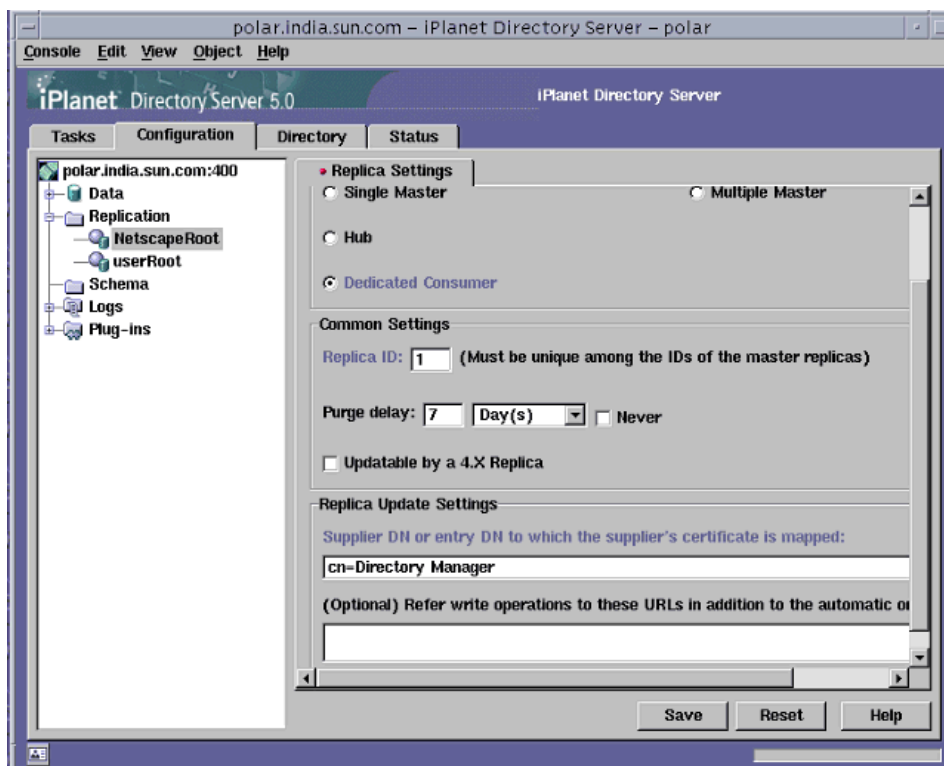 polar.india.sun.com – iPlanet Directory Server – polar
Console Edit View Object Help
iPlanet Directory Server 5.0
iPlanet Directory Server
Tasks Configuration Directory Status
polar.india.sun.com:400
Data
Replication
NetscapeRoot
userRoot
Schema
Logs
Plug-ins
Replica Settings
Single Master Multiple Master
Hub
Dedicated Consumer
Common Settings
Replica ID: 1 (Must be unique among the IDs of the master replicas)
Purge delay: 7 Day(s) Never
Updatable by a 4.X Replica
Replica Update Settings
Supplier DN or entry DN to which the supplier's certificate is mapped:
cn=Directory Manager
(Optional) Refer write operations to these URLs in addition to the automatic
Save Reset Help